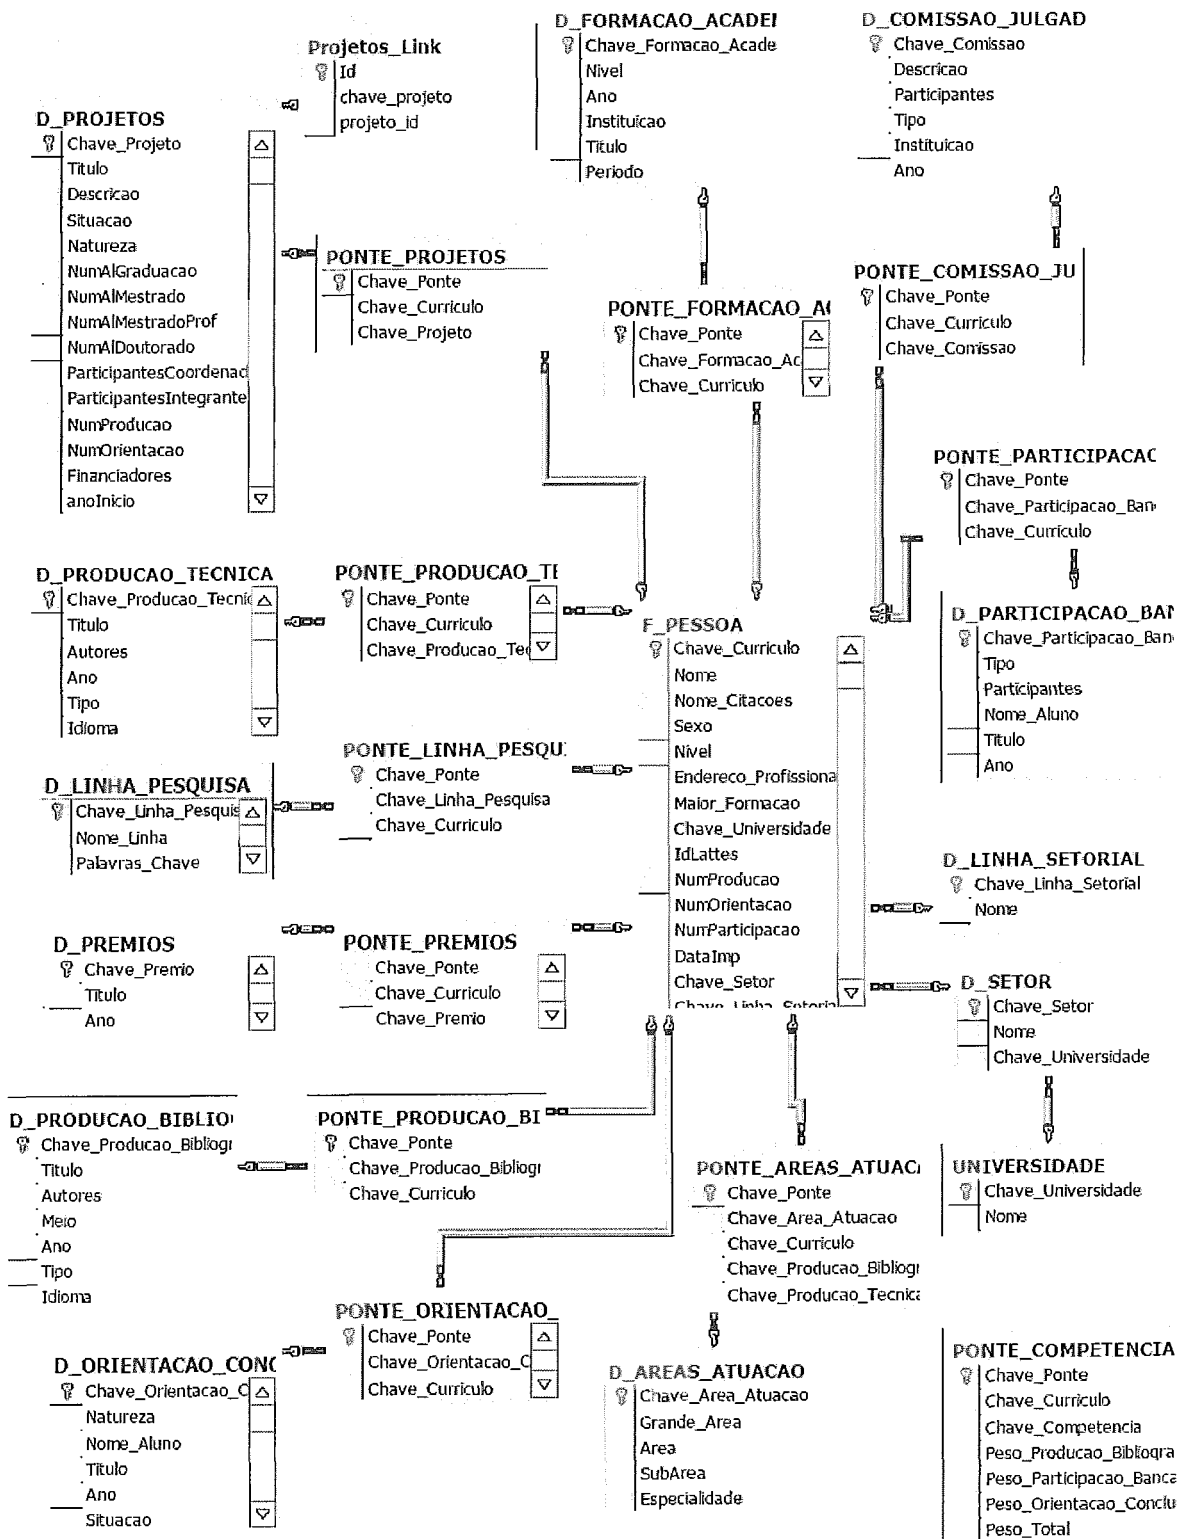 Projetos_Link
Id
chave_projeto
projeto_id
D_FORMACAO_ACADEI
Chave_Formacao_Acade
Nivel
Ano
Instituicao
Titulo
Periodo
D_COMISSAO_JULGAD
Chave_Comissao
Descricao
Participantes
Tipo
Instituicao
Ano
D_PROJETOS
Chave_Projeto
Titulo
Descricao
Situacao
Natureza
NumAlGraduacao
NumAlMestrado
NumAlMestradoProf
NumAlDoutorado
ParticipantesCoordenad
ParticipantesIntegrante
NumProducao
NumOrientacao
Financiadores
anoInicio
PONTE_PROJETOS
Chave_Ponte
Chave_Curriculo
Chave_Projeto
PONTE_FORMACAO_A
Chave_Ponte
Chave_Formacao_Ac
Chave_Curriculo
PONTE_COMISSAO_JU
Chave_Ponte
Chave_Curriculo
Chave_Comissao
PONTE_PARTICIPACAC
Chave_Ponte
Chave_Participacao_Ban
Chave_Curriculo
D_PRODUCAO_TECNICA
Chave_Producao_Tecnic
Titulo
Autores
Ano
Tipo
Idioma
PONTE_PRODUCAO_TE
Chave_Ponte
Chave_Curriculo
Chave_Producao_Tec
F_PESSOA
Chave_Curriculo
Nome
Nome_Citacoes
Sexo
Nivel
Endereco_Profissiona
Maior_Formacao
Chave_Universidade
IdLattes
NumProducao
NumOrientacao
NumParticipacao
DataImp
Chave_Setor
Chave_Linha_Setoria
D_PARTICIPACAO_BAN
Chave_Participacao_Ban
Tipo
Participantes
Nome_Aluno
Titulo
Ano
D_LINHA_PESQUISA
Chave_Linha_Pesquis
Nome_Linha
Palavras_Chave
PONTE_LINHA_PESQU
Chave_Ponte
Chave_Linha_Pesquisa
Chave_Curriculo
D_LINHA_SETORIAL
Chave_Linha_Setorial
Nome
D_PREMIOS
Chave_Premio
Titulo
Ano
PONTE_PREMIOS
Chave_Ponte
Chave_Curriculo
Chave_Premio
D_SETOR
Chave_Setor
Nome
Chave_Universidade
D_PRODUCAO_BIBLIO
Chave_Producao_Bibliogr
Titulo
Autores
Meio
Ano
Tipo
Idioma
PONTE_PRODUCAO_BI
Chave_Ponte
Chave_Producao_Bibliogr
Chave_Curriculo
PONTE_AREAS_ATUAC
Chave_Ponte
Chave_Area_Atuacao
Chave_Curriculo
Chave_Producao_Bibliogr
Chave_Producao_Tecnica
UNIVERSIDADE
Chave_Universidade
Nome
D_ORIENTACAO_CONC
Chave_Orientacao_C
Natureza
Nome_Aluno
Titulo
Ano
Situacao
PONTE_ORIENTACAO_
Chave_Ponte
Chave_Orientacao_C
Chave_Curriculo
D_AREAS_ATUACAO
Chave_Area_Atuacao
Grande_Area
Area
SubArea
Especialidade
PONTE_COMPETENCIA
Chave_Ponte
Chave_Curriculo
Chave_Competencia
Peso_Producao_Bibliogra
Peso_Participacao_Banca
Peso_Orientacao_Conclu
Peso_Total